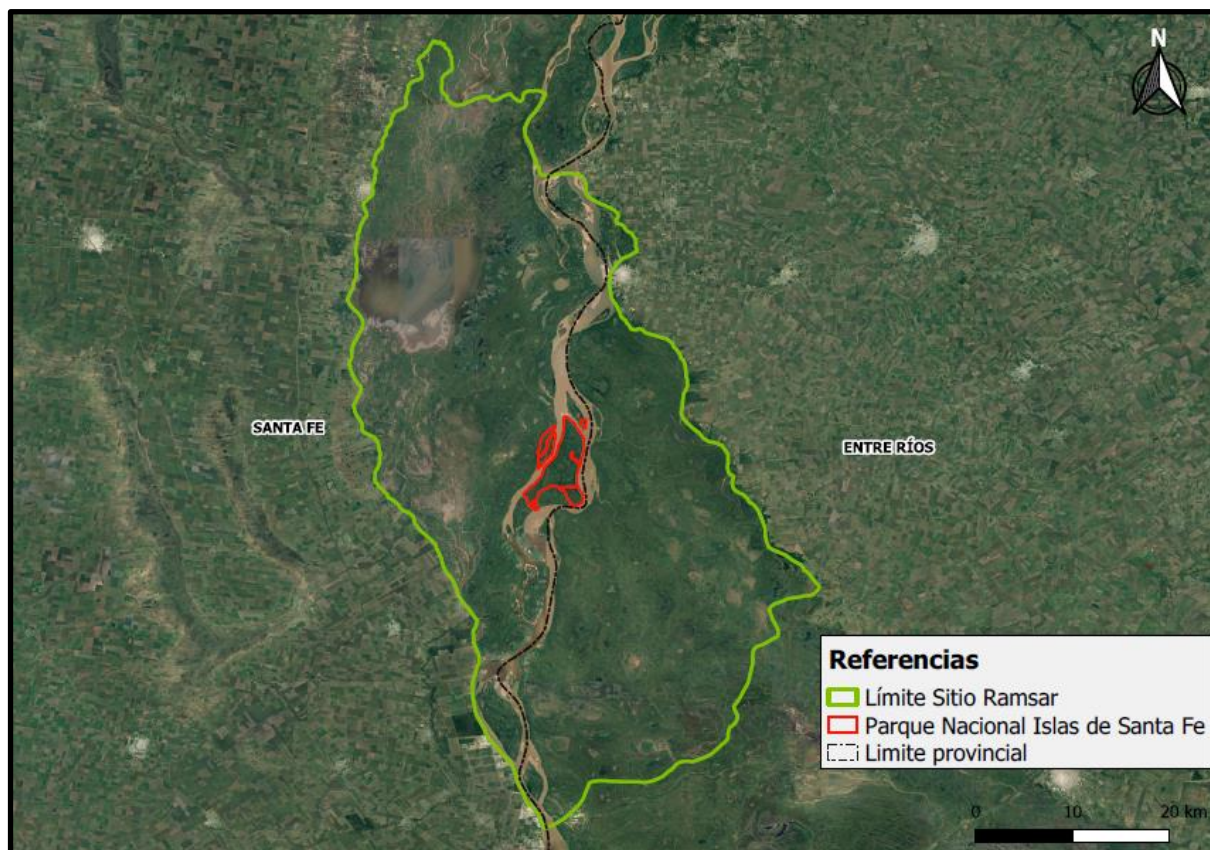 N
SANTA FE
ENTRE RÍOS
Referencias
Límite Sitio Ramsar
Parque Nacional Islas de Santa Fe
Limite provincial
0 10 20 km